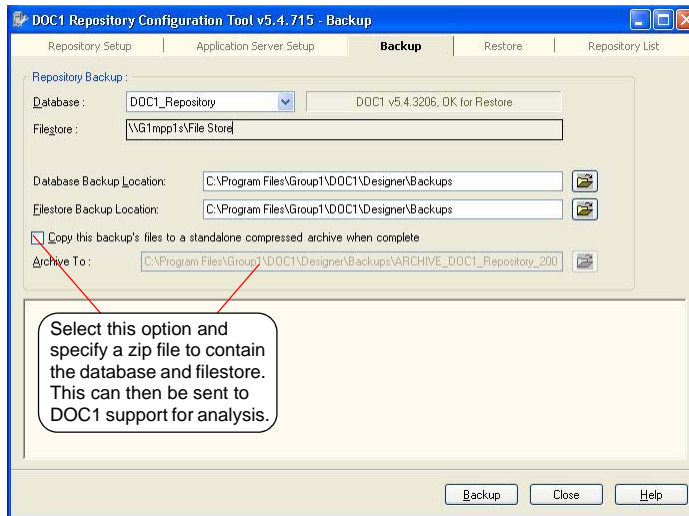 DOC1 Repository Configuration Tool v5.4.715 - Backup
Repository Setup
Application Server Setup
Backup
Restore
Repository List
Repository Backup :
Database :
DOC1_Repository
DOC1 v5.4.3206, OK for Restore
Filestore :
\\G1mpp1s\File Store
Database Backup Location:
C:\Program Files\Group1\DOC1\Designer\Backups
Filestore Backup Location:
C:\Program Files\Group1\DOC1\Designer\Backups
Copy this backup's files to a standalone compressed archive when complete
Archive To :
C:\Program Files\Group1\DOC1\Designer\Backups\ARCHIVE_DOC1_Repository_200
Select this option and
specify a zip file to contain
the database and filestore.
This can then be sent to
DOC1 support for analysis.
Backup
Close
Help